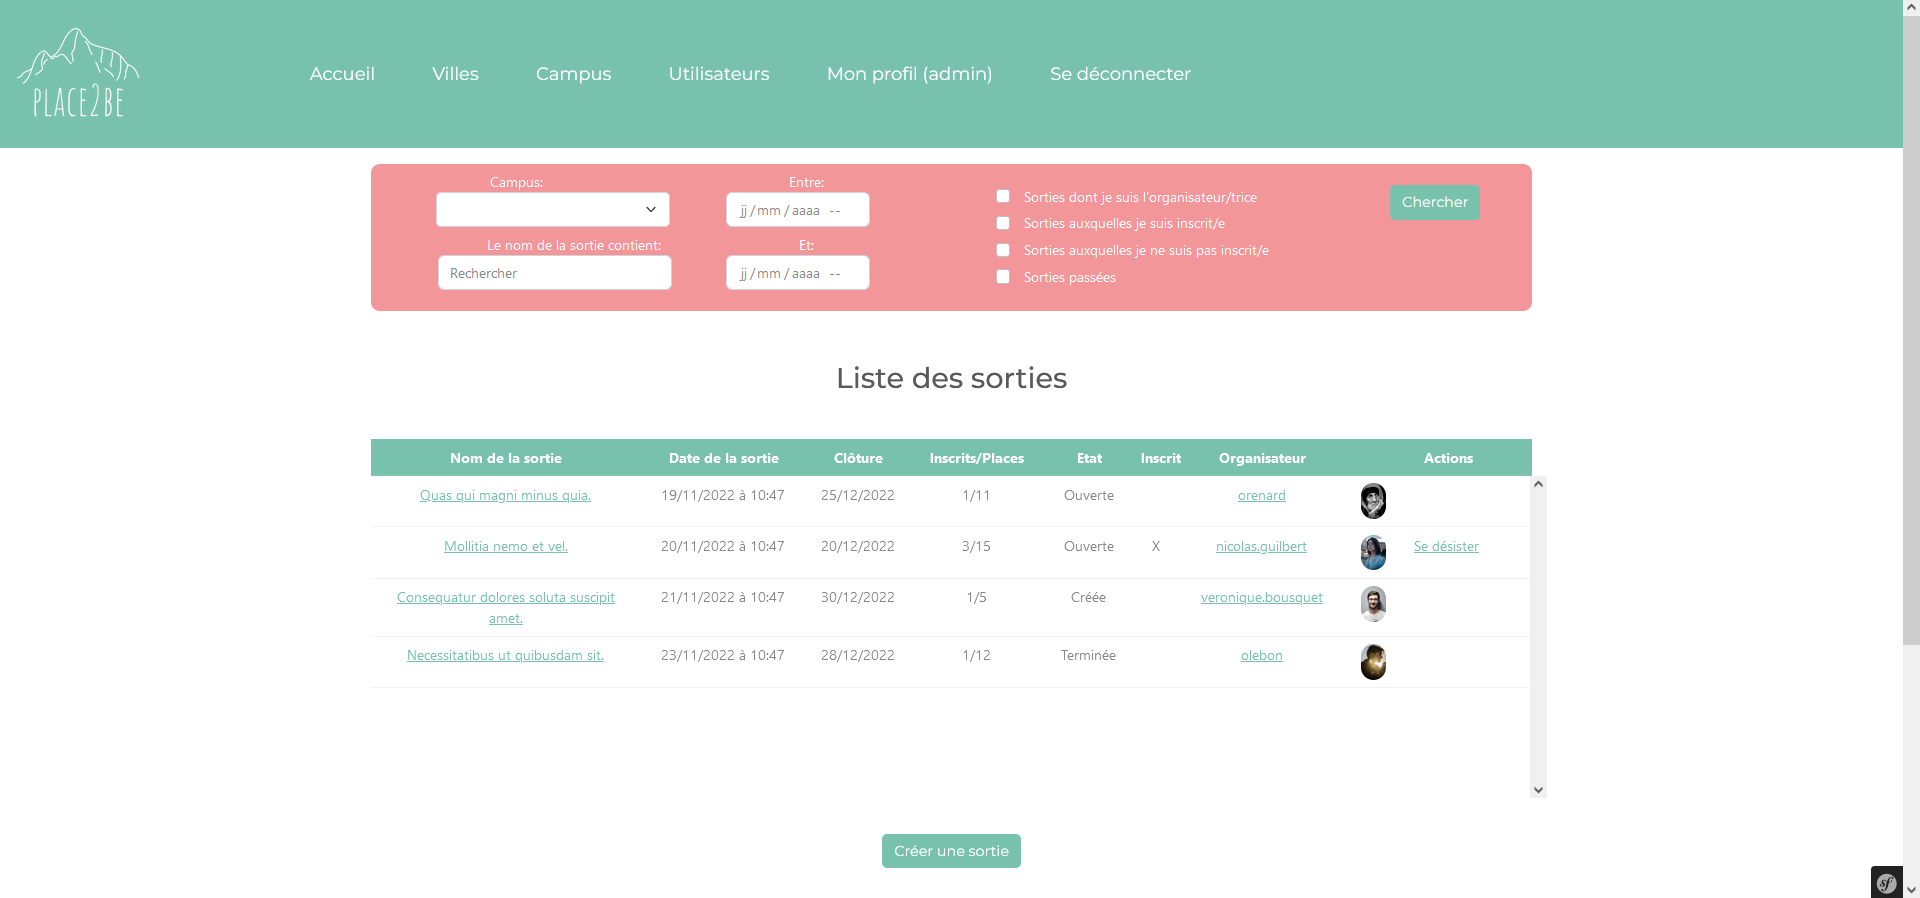 PLACE2BE
Accueil Villes Campus Utilisateurs Mon profil (admin) Se déconnecter
Campus:
Entre:
jj/mm/aaaa --
Le nom de la sortie contient:
Rechercher
Et:
jj/mm/aaaa --
Sorties dont je suis l'organisateur/trice
Sorties auxquelles je suis inscrit/e
Sorties auxquelles je ne suis pas inscrit/e
Sorties passées
Chercher
Liste des sorties
Nom de la sortie Date de la sortie Clôture Inscrits/Places Etat Inscrit Organisateur Actions
Quas qui magni minus quia. 19/11/2022 à 10:47 25/12/2022 1/11 Ouverte orenard
Mollitia nemo et vel. 20/11/2022 à 10:47 20/12/2022 3/15 Ouverte X nicolas.guilbert Se désister
Consequatur dolores soluta suscipit 21/11/2022 à 10:47 30/12/2022 1/5 Créée veronique.bousquet
amet.
Necessitatibus ut quibusdam sit. 23/11/2022 à 10:47 28/12/2022 1/12 Terminée olebon
Créer une sortie
sf